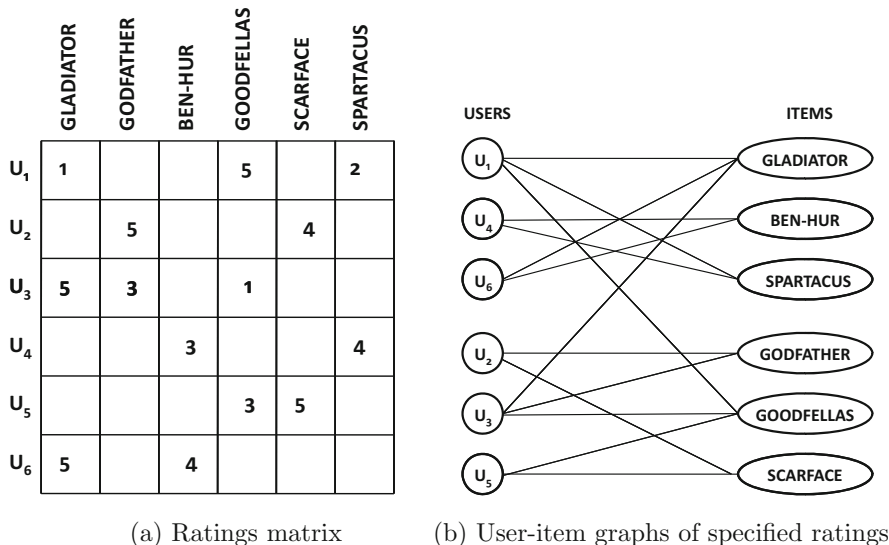 GLADIATOR
GODFATHER
BEN-HUR
GOODFELLAS
SCARFACE
SPARTACUS
U1 1 5 2
U2 5 4
U3 5 3 1
U4 3 4
U5 3 5
U6 5 4
(a) Ratings matrix
USERS ITEMS
U1 GLADIATOR
U4 BEN-HUR
U6 SPARTACUS
U2 GODFATHER
U3 GOODFELLAS
U5 SCARFACE
(b) User-item graphs of specified ratings